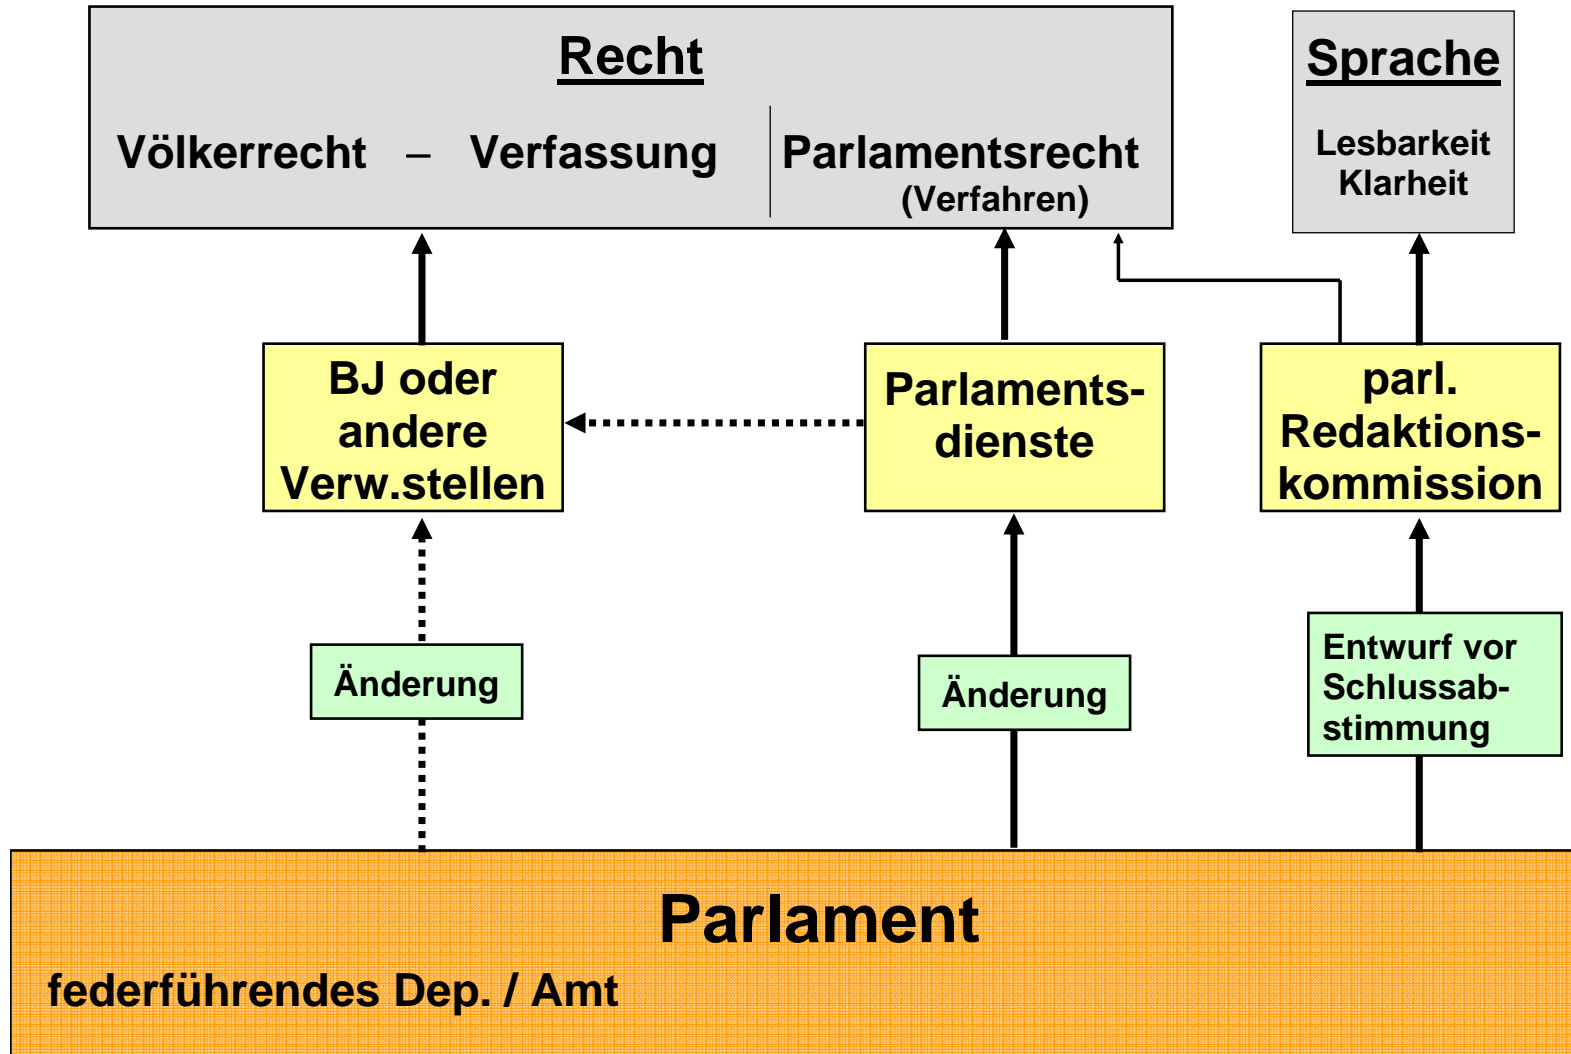 Recht
Völkerrecht – Verfassung
Parlamentsrecht
(Verfahren)
Sprache
Lesbarkeit
Klarheit
BJ oder
andere
Verw.stellen
Parlaments-
dienste
parl.
Redaktions-
kommission
Änderung
Änderung
Entwurf vor
Schlussab-
stimmung
Parlament
federführendes Dep. / Amt